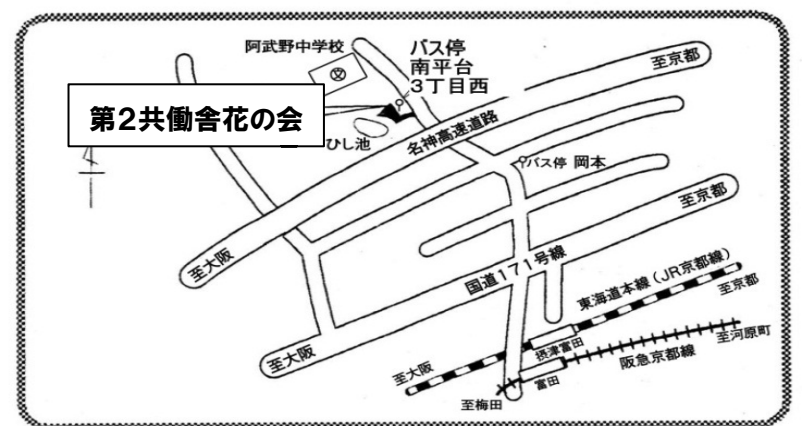 阿武野中学校
バス停
南平台
3丁目西
至京都
第2共働舎花の会
ひし池
名神高速道路
バス停 岡本
至京都
至大阪
国道171号線
東海道本線(JR京都線)
至京都
摂津富田
至大阪
至大阪
阪急京都線
至河原町
富田
至梅田